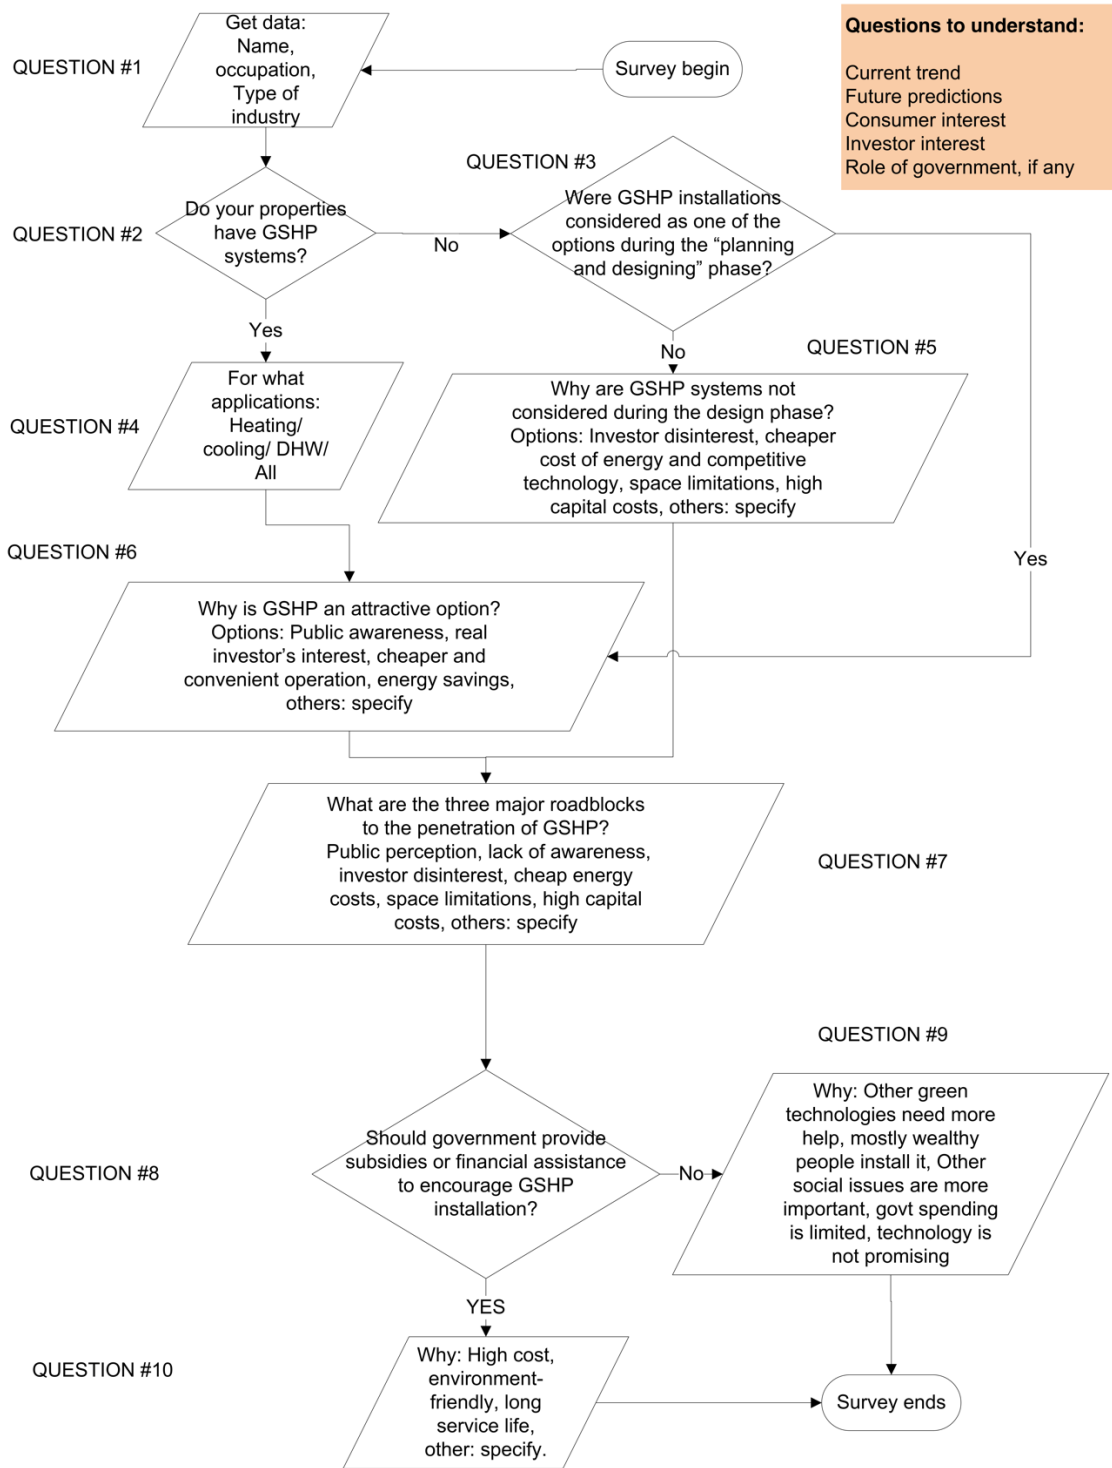 QUESTION #1
Get data:
Name,
occupation,
Type of
industry
Survey begin
Questions to understand:
Current trend
Future predictions
Consumer interest
Investor interest
Role of government, if any
QUESTION #2
Do your properties
have GSHP
systems?
No
QUESTION #3
Were GSHP installations
considered as one of the
options during the “planning
and designing” phase?
Yes
No
QUESTION #4
For what
applications:
Heating/
cooling/ DHW/
All
QUESTION #5
Why are GSHP systems not
considered during the design phase?
Options: Investor disinterest, cheaper
cost of energy and competitive
technology, space limitations, high
capital costs, others: specify
Yes
QUESTION #6
Why is GSHP an attractive option?
Options: Public awareness, real
investor’s interest, cheaper and
convenient operation, energy savings,
others: specify
What are the three major roadblocks
to the penetration of GSHP?
Public perception, lack of awareness,
investor disinterest, cheap energy
costs, space limitations, high capital
costs, others: specify
QUESTION #7
QUESTION #8
Should government provide
subsidies or financial assistance
to encourage GSHP
installation?
No
QUESTION #9
Why: Other green
technologies need more
help, mostly wealthy
people install it, Other
social issues are more
important, govt spending
is limited, technology is
not promising
YES
QUESTION #10
Why: High cost,
environment-
friendly, long
service life,
other: specify.
Survey ends